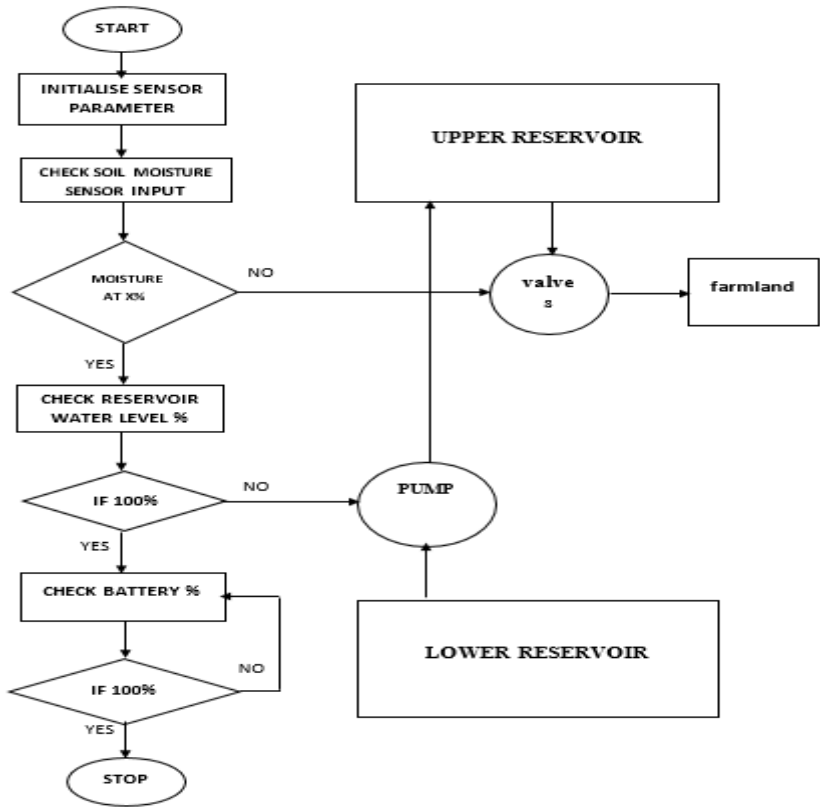 START
INITIALISE SENSOR
PARAMETER
CHECK SOIL MOISTURE
SENSOR INPUT
MOISTURE
AT X%
NO
YES
CHECK RESERVOIR
WATER LEVEL %
IF 100%
NO
YES
CHECK BATTERY %
IF 100%
NO
YES
STOP
UPPER RESERVOIR
valve
s
farmland
PUMP
LOWER RESERVOIR